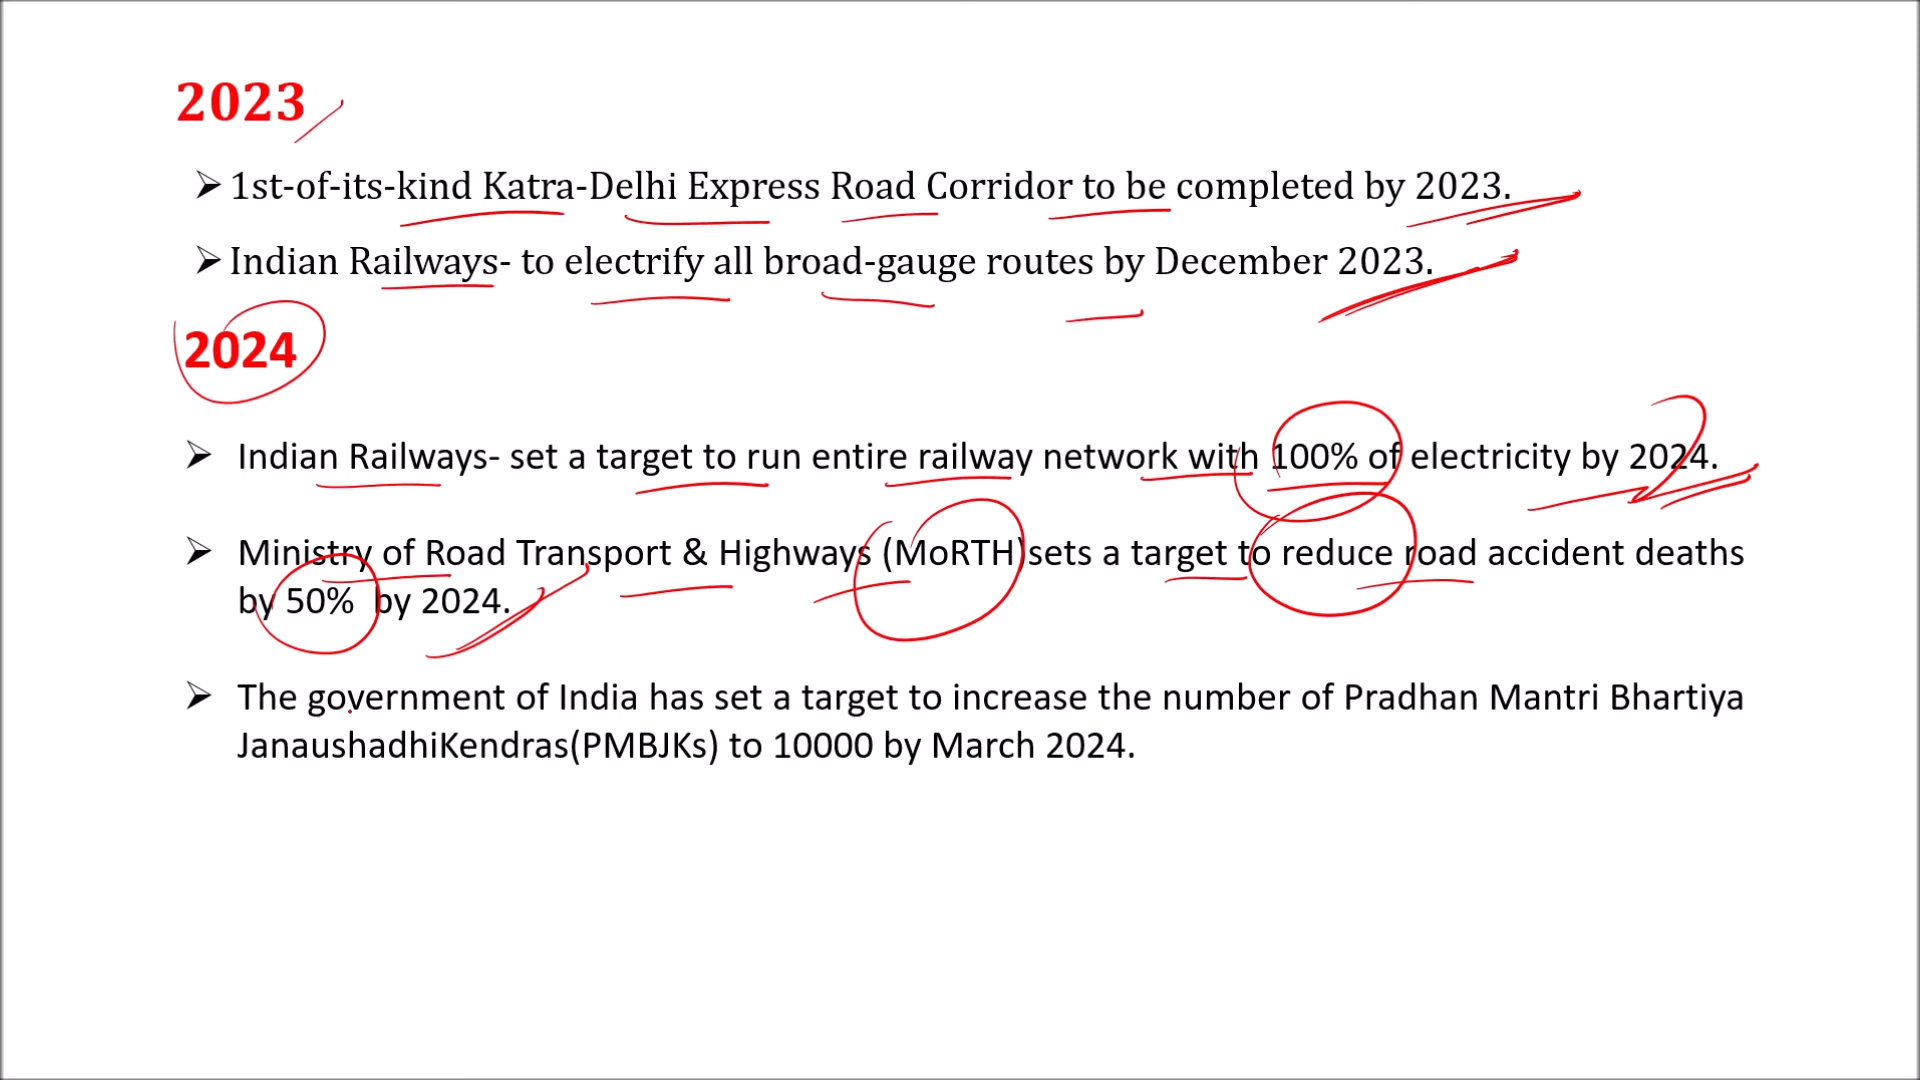 2023
➢ 1st-of-its-kind Katra-Delhi Express Road Corridor to be completed by 2023.
➢ Indian Railways- to electrify all broad-gauge routes by December 2023.
2024
➢ Indian Railways- set a target to run entire railway network with 100% of electricity by 2024.
➢ Ministry of Road Transport & Highways (MoRTH)sets a target to reduce road accident deaths
by 50% by 2024.
➢ The government of India has set a target to increase the number of Pradhan Mantri Bhartiya
JanaushadhiKendras(PMBJKs) to 10000 by March 2024.